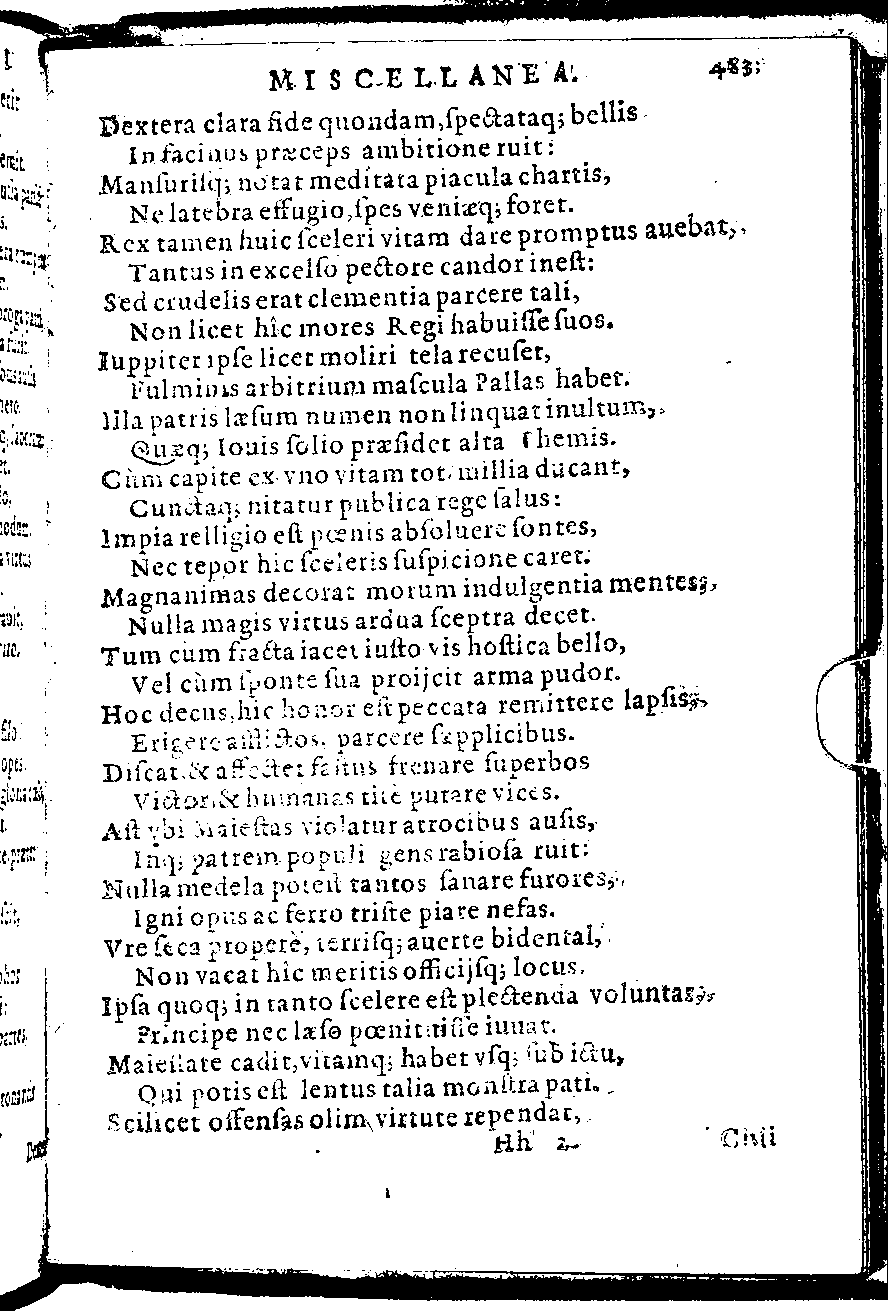 MISCELLANEA. 483
Dextera clara fide quondam, ſpectataq; bellis
In facinus præceps ambitione ruit:
Manſuriſq; notat meditata piacula chartis,
Ne latebra effugio, ſpes veniæq; foret.
Rex tamen huic ſceleri vitam dare promptus auebat,
Tantus in excelſo pectore candor ineſt:
Sed crudelis erat clementia parcere tali,
Non licet hîc mores Regi habuiſſe ſuos.
Iuppiter ipſe licet moliri tela recuſet,
Fulminis arbitrium maſcula Pallas habet.
Illa patris læſum numen non linquat inultum,
Quæq; Iouis ſolio præſidet alta Themis.
Cùm capite ex vno vitam tot millia ducant,
Cunctaq; nitatur publica rege ſalus:
Impia relligio eſt pœnis abſoluere ſontes,
Nec tepor hic ſceleris ſuſpicione caret.
Magnanimas decorat morum indulgentia mentes,
Nulla magis virtus ardua ſceptra decet.
Tum cùm fracta iacet iuſto vis hoſtica bello,
Vel cùm ſponte ſua proijcit arma pudor.
Hoc decus, hic honor eſt peccata remittere lapſis,
Erigere afflictos, parcere ſupplicibus.
Diſcat, & affectet faſtus frenare ſuperbos
Victor, & humanas ritè putare vices.
Aſt vbi Maieſtas violatur atrocibus auſis,
Inq; patrem populi gens rabioſa ruit:
Nulla medela poteſt tantos ſanare furores,
Igni opus ac ferro triſte piare nefas.
Vre ſeca properè, terriſq; auerte bidental,
Non vacat hîc meritis officijſq; locus.
Ipſa quoq; in tanto ſcelere eſt plectenda voluntas,
Principe nec læſo pœnituiſſe iuuat.
Maieſtate cadit, vitamq; habet vſq; ſub ictu,
Qui potis eſt lentus talia monſtra pati.
Scilicet offenſas olim virtute rependat,
Hh 2